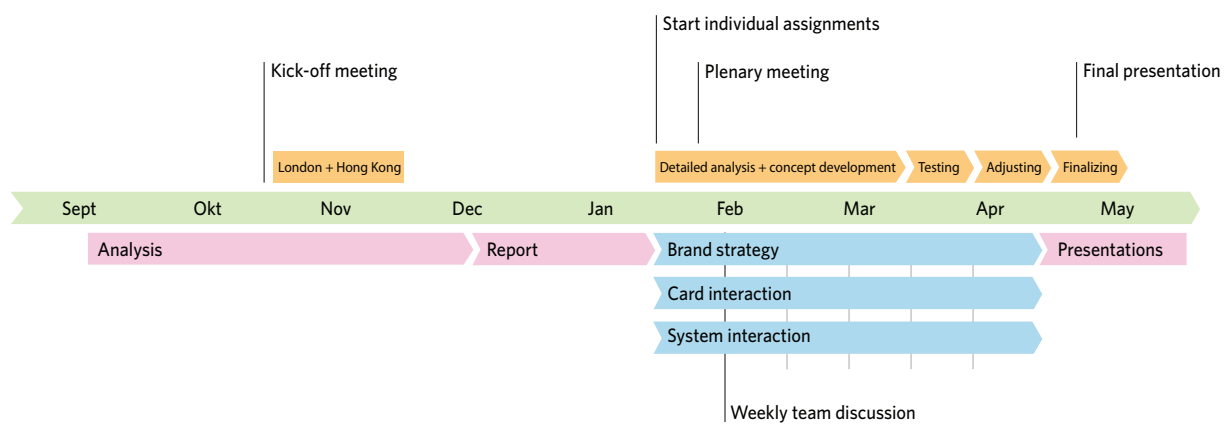 Start individual assignments
Kick-off meeting
Plenary meeting
Final presentation
London + Hong Kong
Detailed analysis + concept development
Testing
Adjusting
Finalizing
Sept
Okt
Nov
Dec
Jan
Feb
Mar
Apr
May
Analysis
Report
Brand strategy
Presentations
Card interaction
System interaction
Weekly team discussion